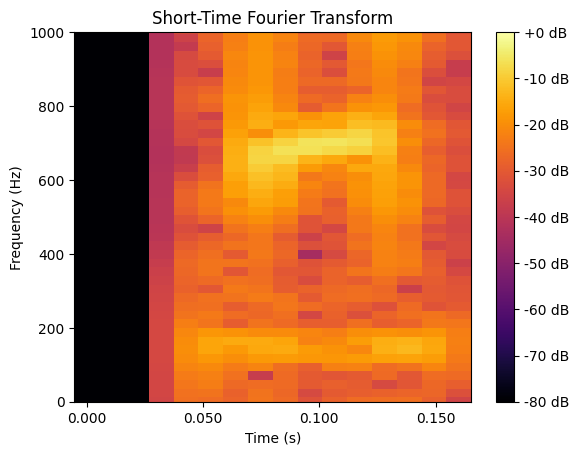 Short-Time Fourier Transform
1000
800
600
400
200
0
Frequency (Hz)
0.000
0.050
0.100
0.150
Time (s)
+0 dB
-10 dB
-20 dB
-30 dB
-40 dB
-50 dB
-60 dB
-70 dB
-80 dB